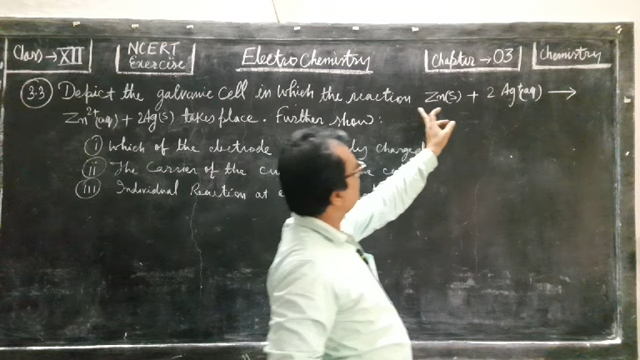 Class → XII
NCERT Exercise
ElectroChemistry
Chapter → 03
Chemistry
3.3 Depict the galvanic Cell in which the reaction Zn(s) + 2 Ag⁺(aq) →
Zn²⁺(aq) + 2Ag(s) takes place. Further show:
i) Which of the electrode
ii) The Carrier of the cu
iii) Individual Reaction at